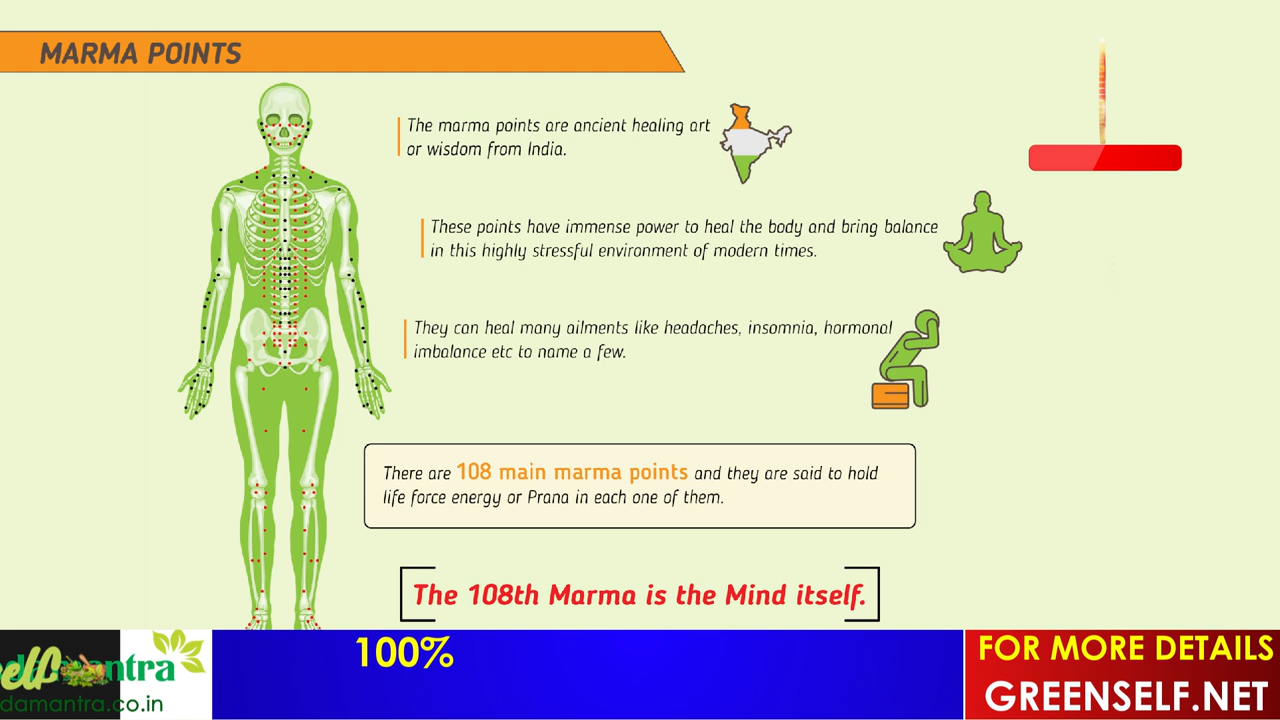 MARMA POINTS
The marma points are ancient healing art
or wisdom from India.
These points have immense power to heal the body and bring balance
in this highly stressful environment of modern times.
They can heal many ailments like headaches, insomnia, hormonal
imbalance etc to name a few.
There are 108 main marma points and they are said to hold
life force energy or Prana in each one of them.
The 108th Marma is the Mind itself.
100%
FOR MORE DETAILS
GREENSELF.NET
damantra.co.in